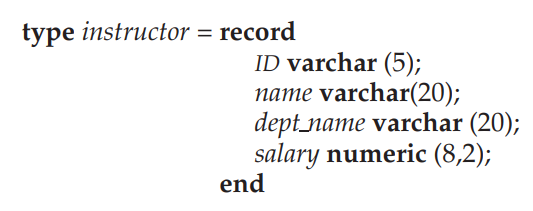 type instructor = record
ID varchar (5);
name varchar(20);
dept_name varchar (20);
salary numeric (8,2);
end